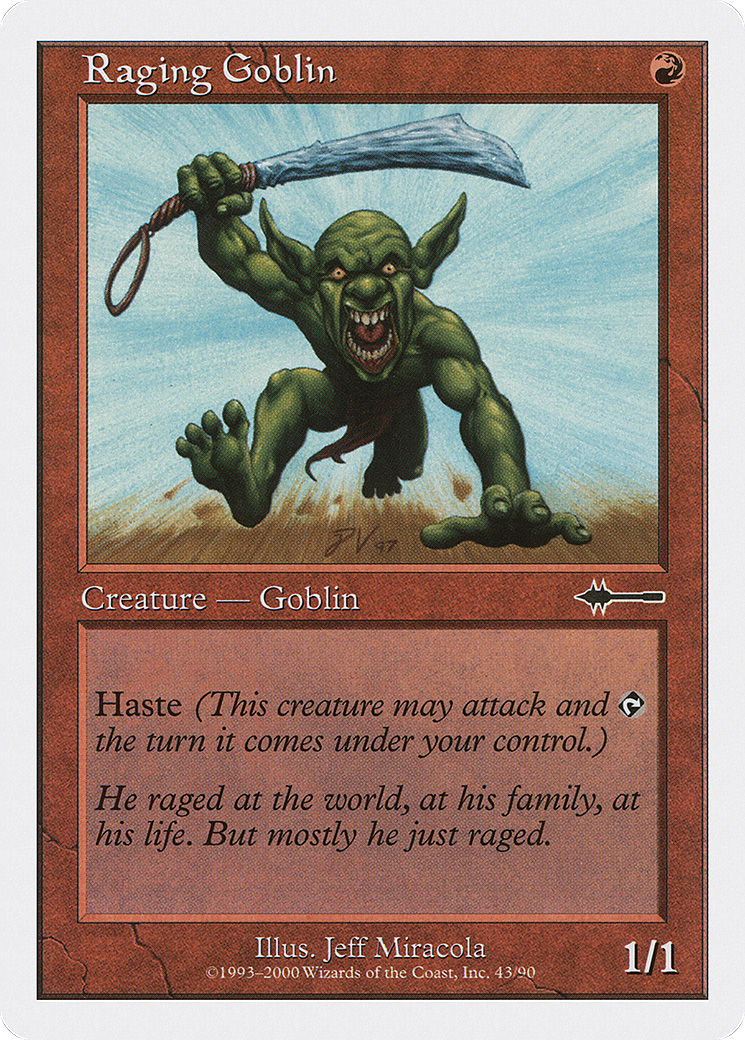 Raging Goblin
PV 97
Creature — Goblin
Haste (This creature may attack and
the turn it comes under your control.)
He raged at the world, at his family, at
his life. But mostly he just raged.
Illus. Jeff Miracola
©1993–2000 Wizards of the Coast, Inc. 43/90
1/1